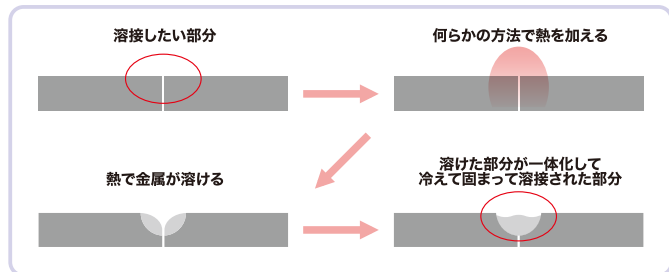 溶接したい部分
何らかの方法で熱を加える
熱で金属が溶ける
溶けた部分が一体化して
冷えて固まって溶接された部分